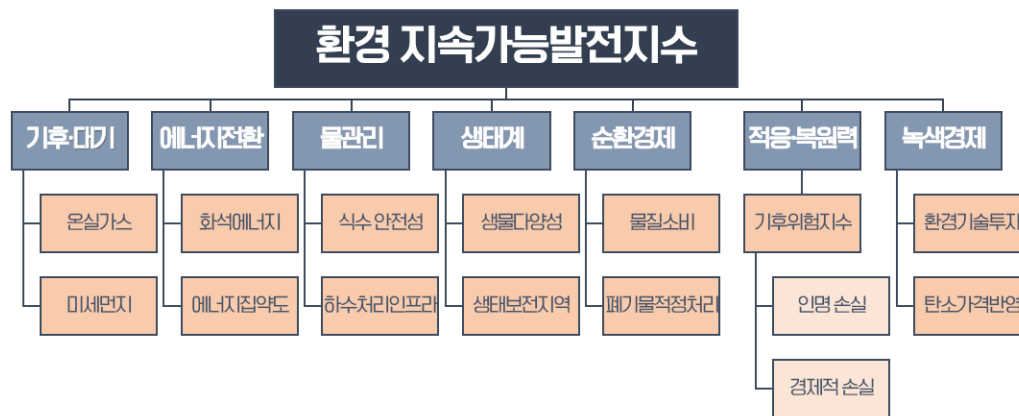 환경 지속가능발전지수
기후·대기
에너지전환
물관리
생태계
순환경제
적응·복원력
녹색경제
온실가스
화석에너지
식수 안전성
생물다양성
물질소비
기후위험지수
환경기술투자
미세먼지
에너지집약도
하수처리인프라
생태보전지역
폐기물적정처리
인명 손실
탄소가격반영
경제적 손실